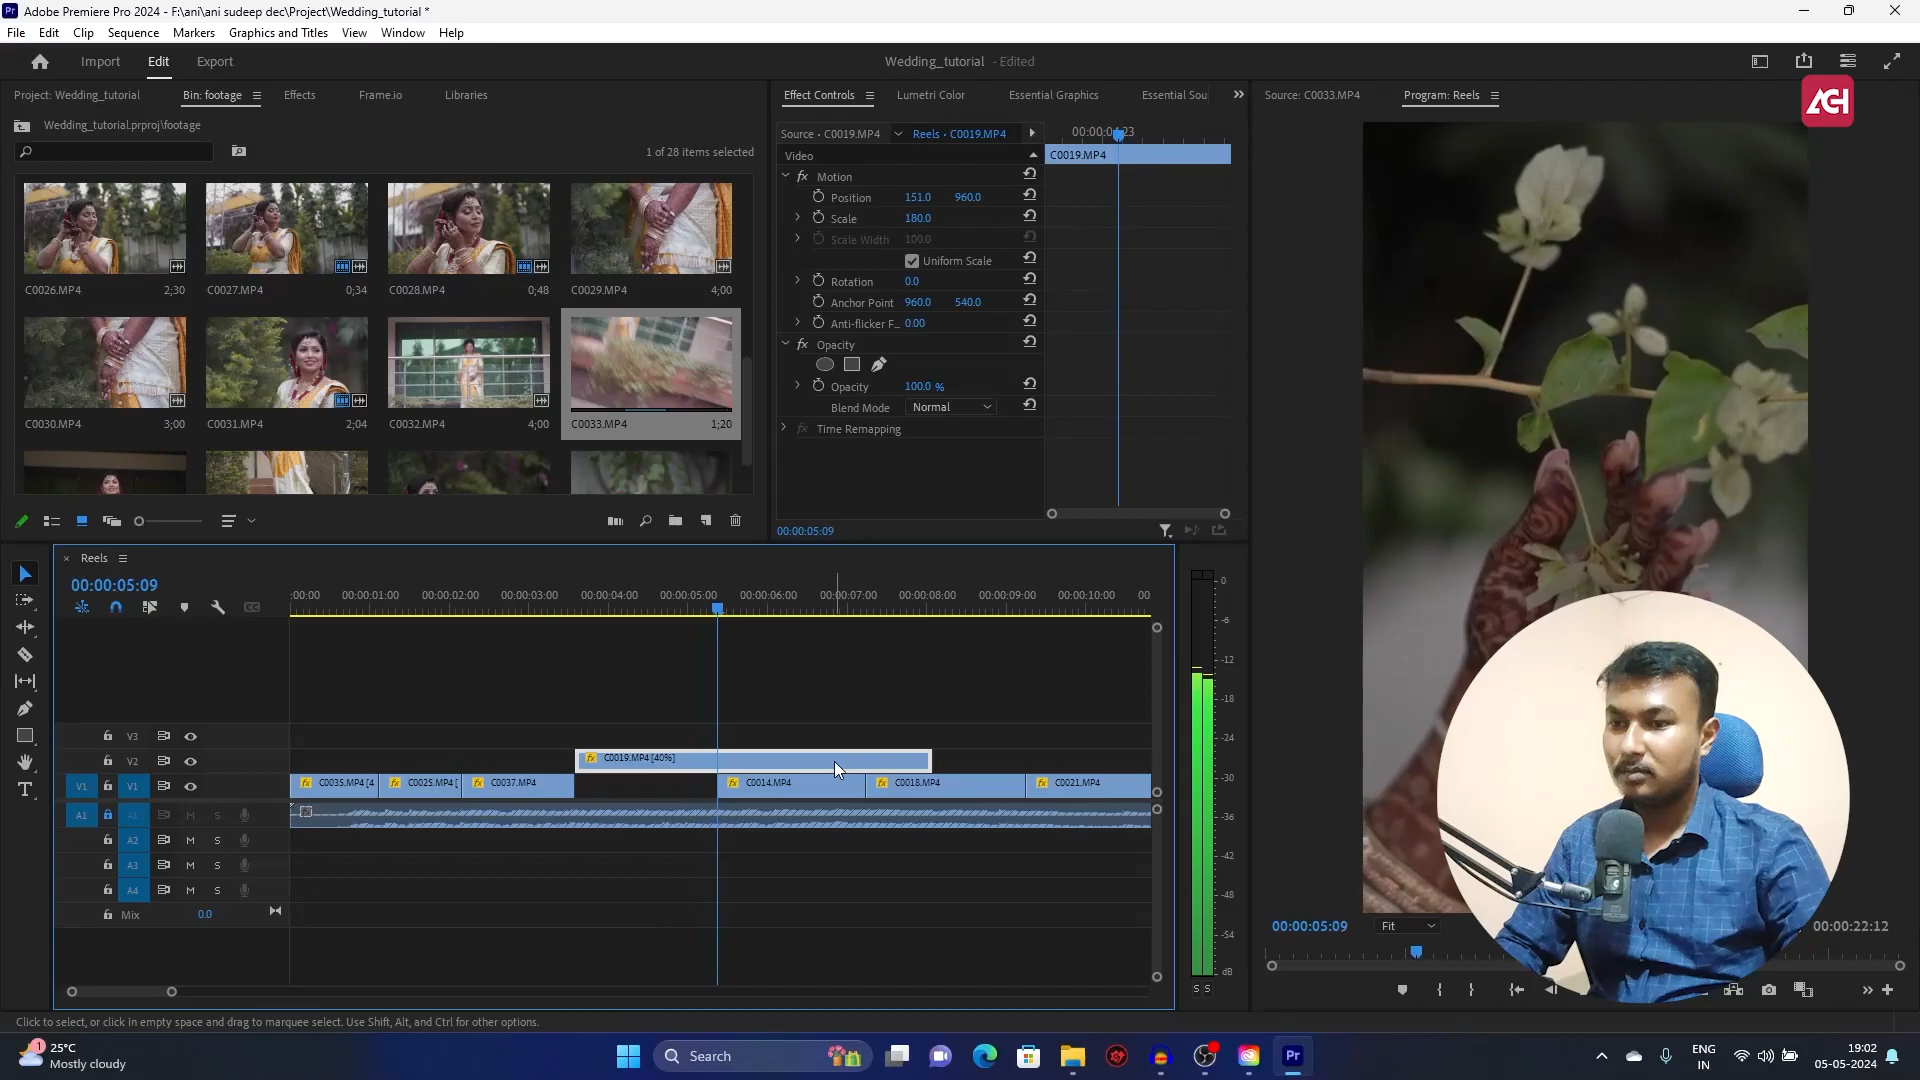 Adobe Premiere Pro 2024 - F:\ani\ani sudeep dec\Project\Wedding_tutorial *
File Edit Clip Sequence Markers Graphics and Titles View Window Help
Import Edit Export
Wedding_tutorial - Edited
ACI
Project: Wedding_tutorial Bin: footage Effects Frame.io Libraries
Wedding_tutorial.prproj\footage
1 of 28 items selected
C0026.MP4 2;30 C0027.MP4 0;34 C0028.MP4 0;48 C0029.MP4 4;00
C0030.MP4 3;00 C0031.MP4 2;04 C0032.MP4 4;00 C0033.MP4 1;20
Effect Controls Lumetri Color Essential Graphics Essential Sou
Source • C0019.MP4 Reels • C0019.MP4
Video
C0019.MP4
fx Motion
Position 151.0 960.0
Scale 180.0
Scale Width 100.0
Uniform Scale
Rotation 0.0
Anchor Point 960.0 540.0
Anti-flicker F... 0.00
fx Opacity
Opacity 100.0 %
Blend Mode Normal
fx Time Remapping
00:00:05:09
Source: C0033.MP4 Program: Reels
00:00:05:09 Fit 00:00:22:12
× Reels
00:00:05:09
:00:00 00:00:01:00 00:00:02:00 00:00:03:00 00:00:04:00 00:00:05:00 00:00:06:00 00:00:07:00 00:00:08:00 00:00:09:00 00:00:10:00 00
V3
V2
fx C0019.MP4 [40%]
V1 V1
fx C0035.MP4 [4 fx C0025.MP4 [ fx C0037.MP4 fx C0014.MP4 fx C0018.MP4 fx C0021.MP4
A1 A1 M S
A2 M S
A3 M S
A4 M S
Mix 0.0
0
-6
-12
-18
-24
-30
-36
-42
-48
-54
dB
S S
Click to select, or click in empty space and drag to marquee select. Use Shift, Alt, and Ctrl for other options.
1
25°C
Mostly cloudy
Search
Pr
ENG
IN
19:02
05-05-2024